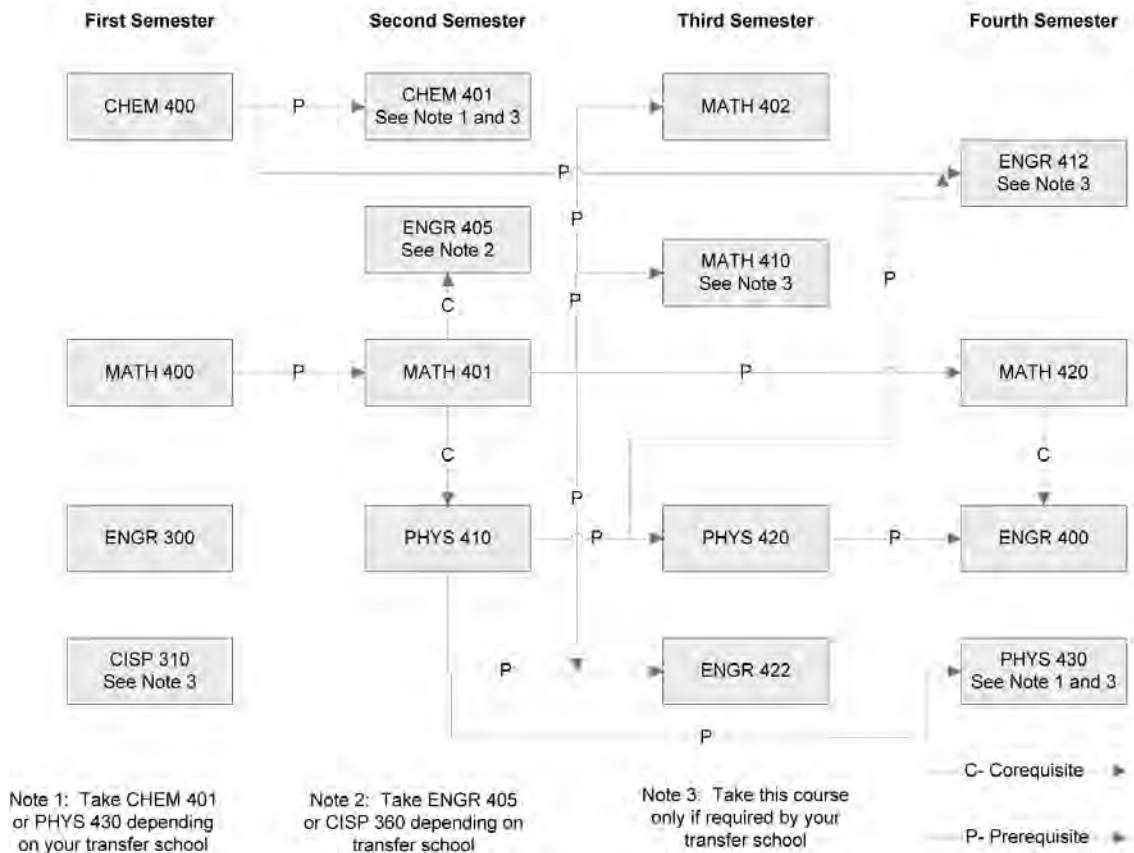 First Semester
Second Semester
Third Semester
Fourth Semester
CHEM 400
P
CHEM 401
See Note 1 and 3
MATH 402
P
ENGR 412
See Note 3
ENGR 405
See Note 2
P
MATH 410
See Note 3
P
P
C
MATH 400
P
MATH 401
P
MATH 420
C
C
P
ENGR 300
PHYS 410
P
PHYS 420
P
ENGR 400
CISP 310
See Note 3
P
ENGR 422
PHYS 430
See Note 1 and 3
P
C- Corequisite
P- Prerequisite
Note 1: Take CHEM 401
or PHYS 430 depending
on your transfer school
Note 2: Take ENGR 405
or CISP 360 depending on
transfer school
Note 3: Take this course
only if required by your
transfer school